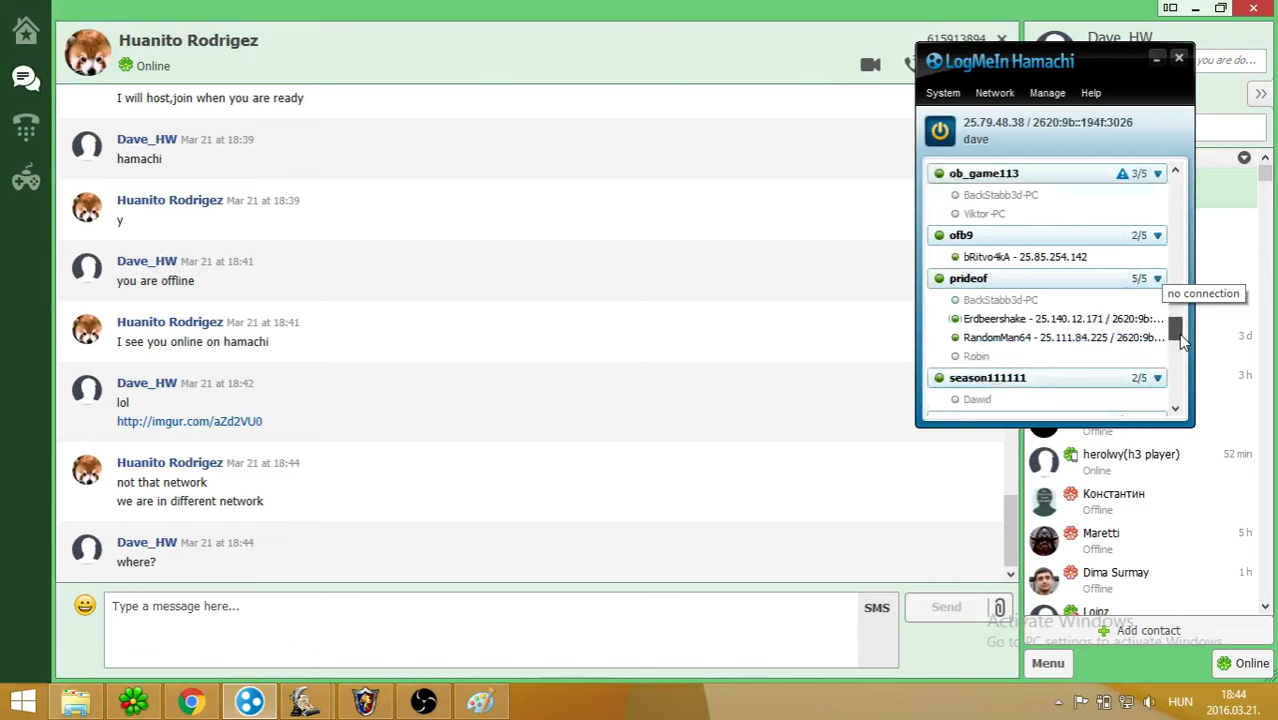 Huanito Rodrigez
Online
615913894
I will host,join when you are ready
Dave_HW Mar 21 at 18:39
hamachi
Huanito Rodrigez Mar 21 at 18:39
y
Dave_HW Mar 21 at 18:41
you are offline
Huanito Rodrigez Mar 21 at 18:41
I see you online on hamachi
Dave_HW Mar 21 at 18:42
lol
http://imgur.com/aZd2VU0
Huanito Rodrigez Mar 21 at 18:44
not that network
we are in different network
Dave_HW Mar 21 at 18:44
where?
Type a message here...
SMS
Send
Dave_HW
you are do...
LogMeIn Hamachi
System Network Manage Help
25.79.48.38 / 2620:9b::194f:3026
dave
ob_game113 3/5
BackStabb3d-PC
Viktor-PC
ofb9 2/5
bRitvo4kA - 25.85.254.142
prideof 5/5
no connection
BackStabb3d-PC
Erdbeershake - 25.140.12.171 / 2620:9b:...
RandomMan64 - 25.111.84.225 / 2620:9b...
Robin
season111111 2/5
Dawid
3 d
3 h
Offline
herolwy(h3 player) 52 min
Online
Константин
Offline
Maretti 5 h
Offline
Dima Surmay 1 h
Offline
Loinz
Activate Windows
Go to PC settings to activate Windows.
Add contact
Menu
Online
HUN
18:44
2016.03.21.